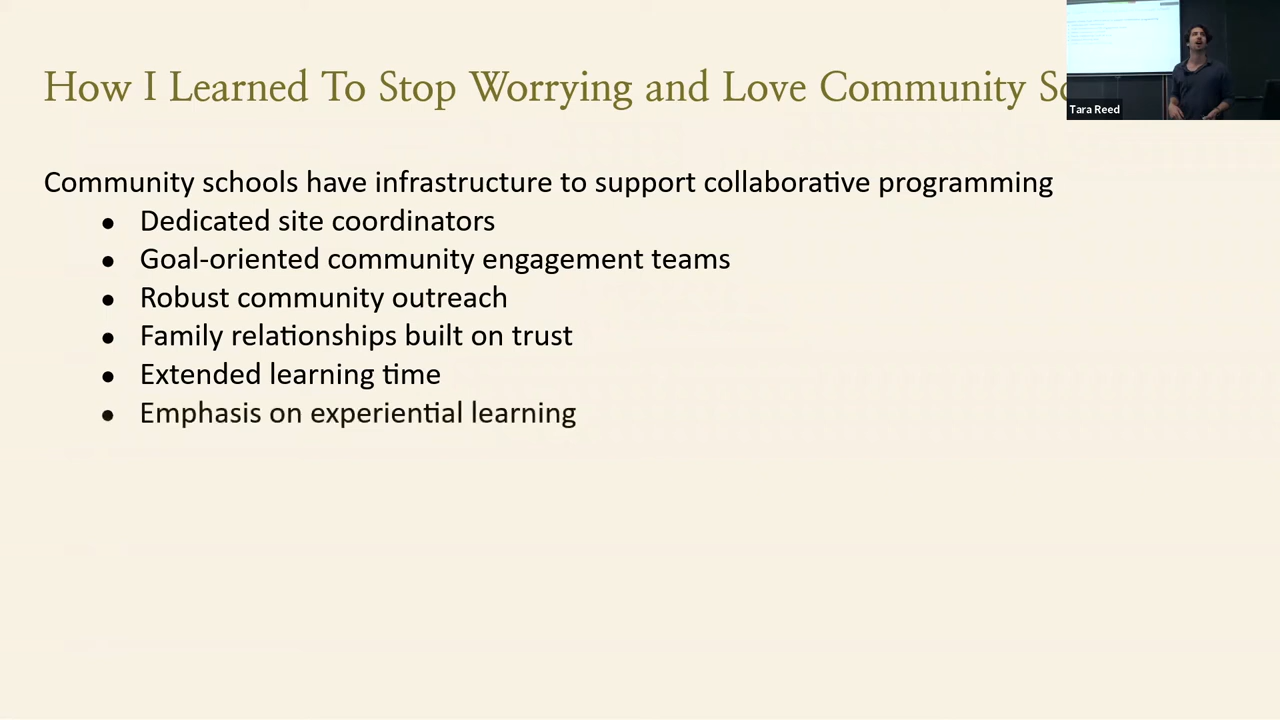 How I Learned To Stop Worrying and Love Community
Tara Reed
Community schools have infrastructure to support collaborative programming
● Dedicated site coordinators
● Goal-oriented community engagement teams
● Robust community outreach
● Family relationships built on trust
● Extended learning time
● Emphasis on experiential learning